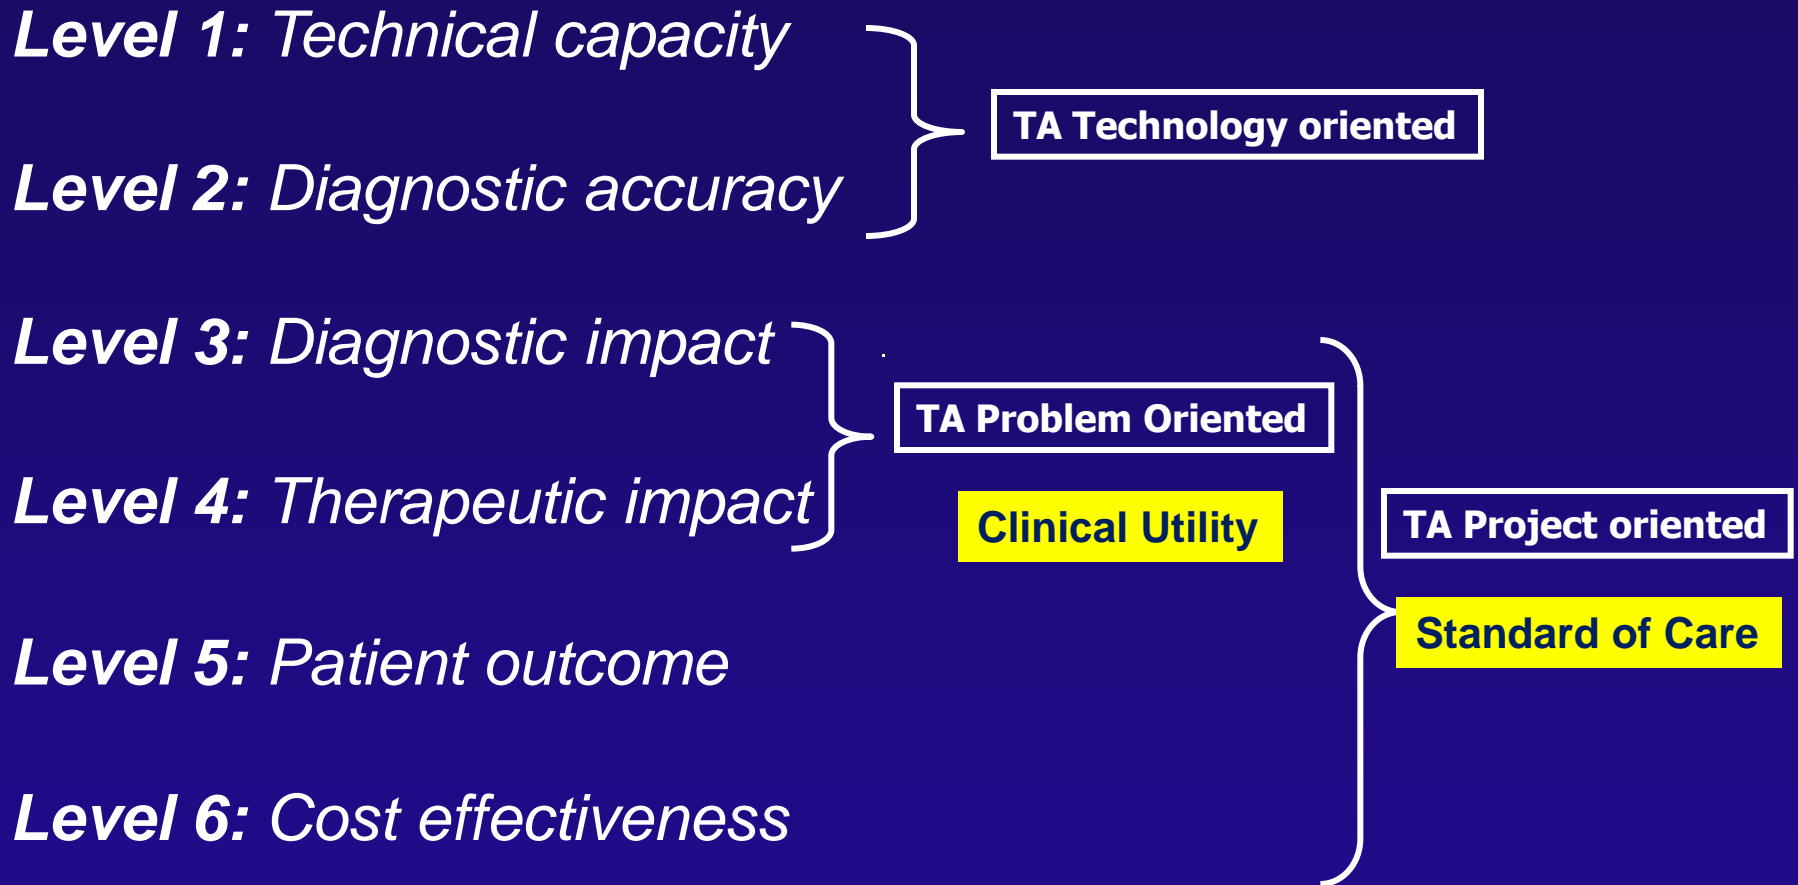 Level 1: Technical capacity
TA Technology oriented
Level 2: Diagnostic accuracy
Level 3: Diagnostic impact
TA Problem Oriented
Level 4: Therapeutic impact
Clinical Utility
TA Project oriented
Standard of Care
Level 5: Patient outcome
Level 6: Cost effectiveness